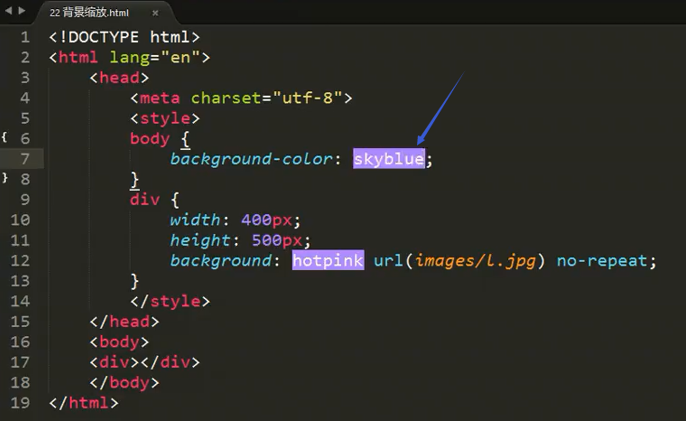 22 背景缩放.html ×
1 <!DOCTYPE html>
2 <html lang="en">
3 <head>
4 <meta charset="utf-8">
5 <style>
{ 6 body {
7 background-color: skyblue;
} 8 }
9 div {
10 width: 400px;
11 height: 500px;
12 background: hotpink url(images/l.jpg) no-repeat;
13 }
14 </style>
15 </head>
16 <body>
17 <div></div>
18 </body>
19 </html>